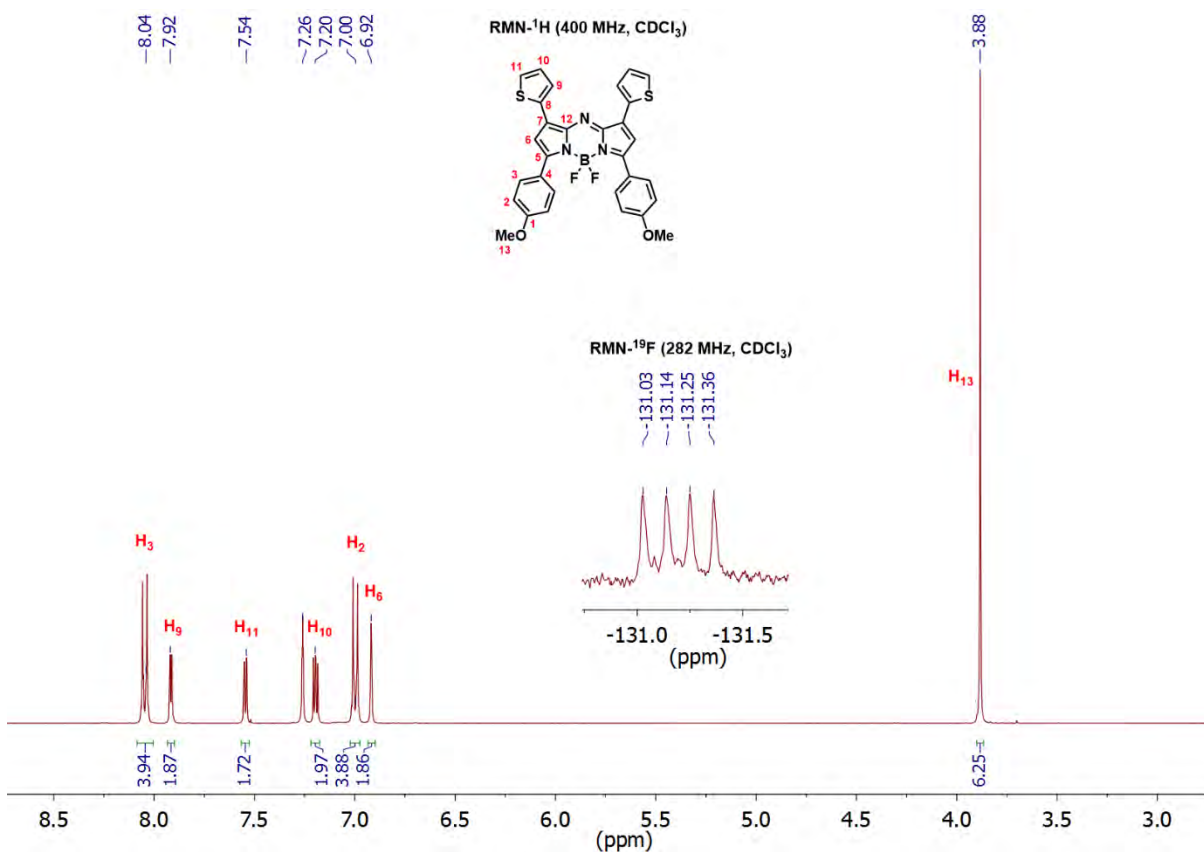 8.04
7.92
7.54
7.26
7.20
7.00
6.92
3.88
RMN-¹H (400 MHz, CDCl₃)
11
10
9
S
S
8
7
12
N
6
5
N
B
N
4
F
F
3
2
1
MeO
OMe
13
RMN-¹⁹F (282 MHz, CDCl₃)
-131.03
-131.14
-131.25
-131.36
-131.0
-131.5
(ppm)
H₁₃
H₃
H₉
H₁₁
H₁₀
H₂
H₆
3.94
1.87
1.72
1.97
3.88
1.86
6.25
8.5
8.0
7.5
7.0
6.5
6.0
5.5
5.0
4.5
4.0
3.5
3.0
(ppm)